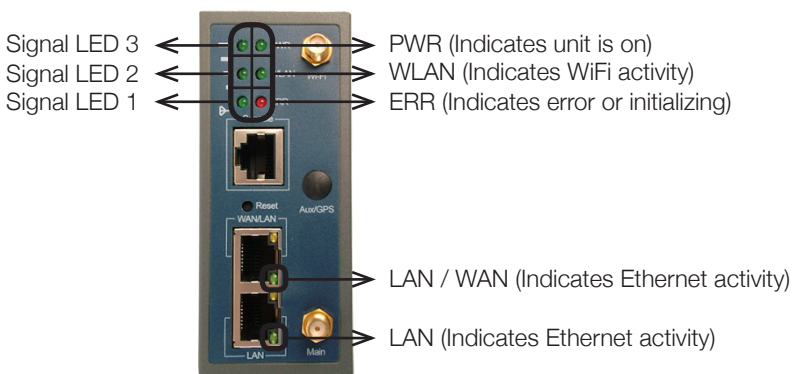 Signal LED 3
Signal LED 2
Signal LED 1
PWR (Indicates unit is on)
WLAN (Indicates WiFi activity)
ERR (Indicates error or initializing)
Reset
Aux/GPS
WAN/LAN
LAN / WAN (Indicates Ethernet activity)
LAN (Indicates Ethernet activity)
LAN
Main